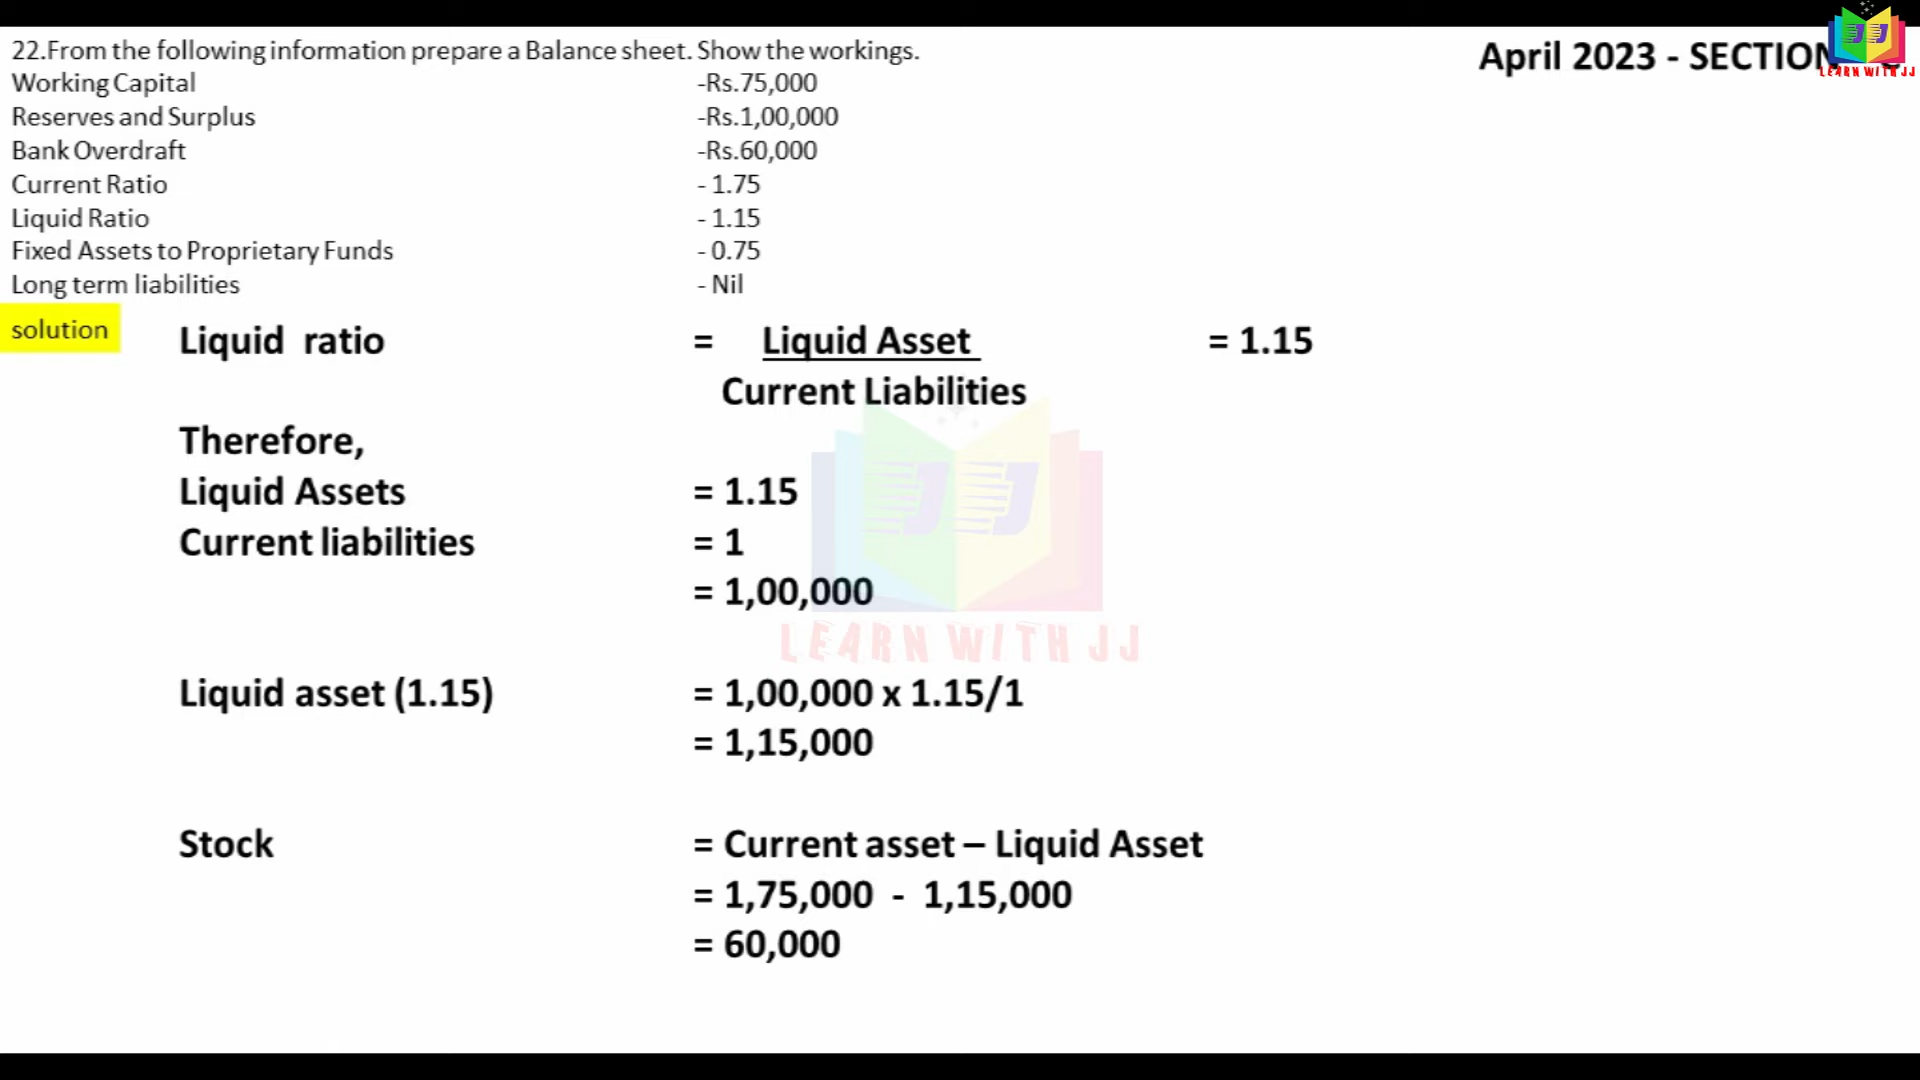 22.From the following information prepare a Balance sheet. Show the workings.
April 2023 - SECTION
LEARN WITH JJ
Working Capital -Rs.75,000
Reserves and Surplus -Rs.1,00,000
Bank Overdraft -Rs.60,000
Current Ratio - 1.75
Liquid Ratio - 1.15
Fixed Assets to Proprietary Funds - 0.75
Long term liabilities - Nil
solution
Liquid ratio = Liquid Asset = 1.15
Current Liabilities
Therefore,
Liquid Assets = 1.15
Current liabilities = 1
= 1,00,000
LEARN WITH JJ
Liquid asset (1.15) = 1,00,000 x 1.15/1
= 1,15,000
Stock = Current asset – Liquid Asset
= 1,75,000 - 1,15,000
= 60,000